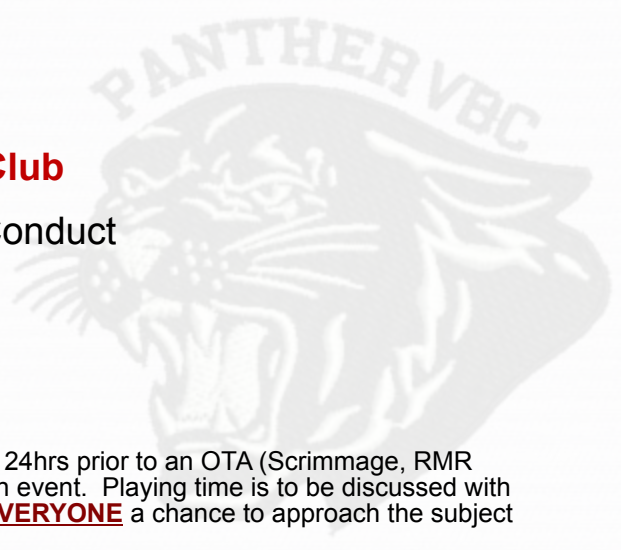 PANTHER VBC
Club
Conduct
24hrs prior to an OTA (Scrimmage, RMR
event. Playing time is to be discussed with
EVERYONE a chance to approach the subject